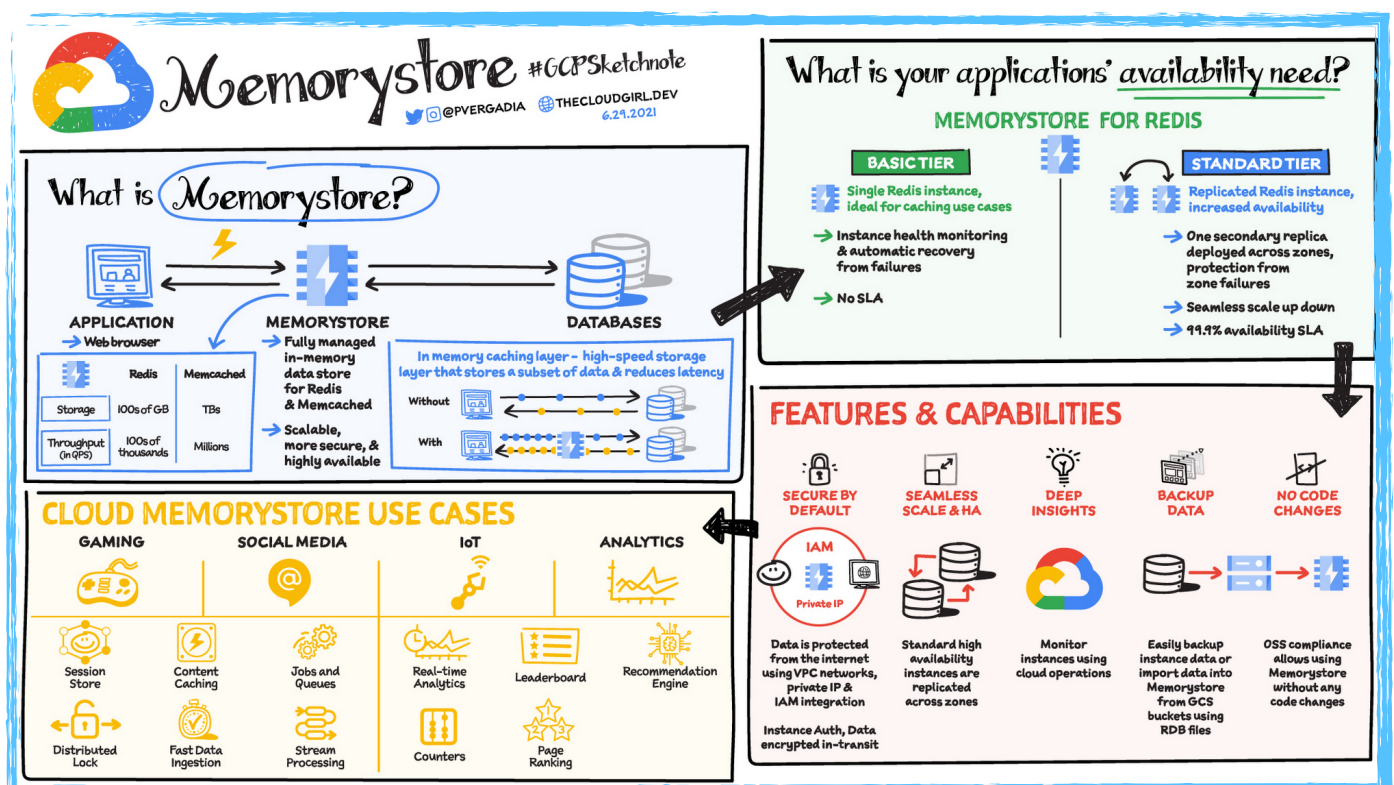 Memorystore #GCPSketchnote
@PVERGADIA THECLOUDGIRL.DEV
6.29.2021
What is Memorystore?
APPLICATION
Web browser
MEMORYSTORE
Fully managed
in-memory
data store
for Redis
& Memcached
Scalable,
more secure, &
highly available
DATABASES
Redis Memcached
Storage 100s of GB TBs
Throughput
(in QPS)
100s of
thousands
Millions
In memory caching layer - high-speed storage
layer that stores a subset of data & reduces latency
Without
With
What is your applications' availability need?
MEMORYSTORE FOR REDIS
BASIC TIER
Single Redis instance,
ideal for caching use cases
Instance health monitoring
& automatic recovery
from failures
No SLA
STANDARD TIER
Replicated Redis instance,
increased availability
One secondary replica
deployed across zones,
protection from
zone failures
Seamless scale up down
99.9% availability SLA
FEATURES & CAPABILITIES
SECURE BY
DEFAULT
IAM
Private IP
Data is protected
from the internet
using VPC networks,
private IP &
IAM integration
Instance Auth, Data
encrypted in-transit
SEAMLESS
SCALE & HA
Standard high
availability
instances are
replicated
across zones
DEEP
INSIGHTS
Monitor
instances using
cloud operations
BACKUP
DATA
Easily backup
instance data or
import data into
Memorystore
from GCS
buckets using
RDB files
NO CODE
CHANGES
OSS compliance
allows using
Memorystore
without any
code changes
CLOUD MEMORYSTORE USE CASES
GAMING SOCIAL MEDIA IoT ANALYTICS
@
Session
Store
Content
Caching
Jobs and
Queues
Real-time
Analytics
Leaderboard
Recommendation
Engine
Distributed
Lock
Fast Data
Ingestion
Stream
Processing
Counters
1
2 3
Page
Ranking